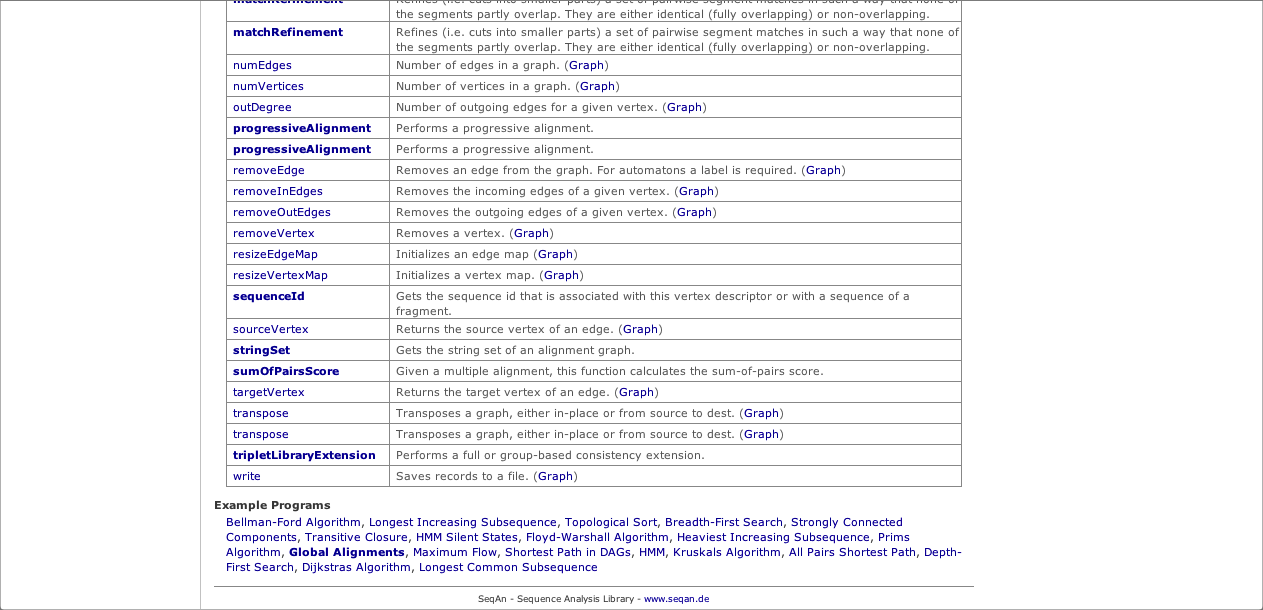 matchRefinement Refines (i.e. cuts into smaller parts) a set of pairwise segment matches in such a way that none of
the segments partly overlap. They are either identical (fully overlapping) or non-overlapping.
matchRefinement Refines (i.e. cuts into smaller parts) a set of pairwise segment matches in such a way that none of
the segments partly overlap. They are either identical (fully overlapping) or non-overlapping.
numEdges Number of edges in a graph. (Graph)
numVertices Number of vertices in a graph. (Graph)
outDegree Number of outgoing edges for a given vertex. (Graph)
progressiveAlignment Performs a progressive alignment.
progressiveAlignment Performs a progressive alignment.
removeEdge Removes an edge from the graph. For automatons a label is required. (Graph)
removeInEdges Removes the incoming edges of a given vertex. (Graph)
removeOutEdges Removes the outgoing edges of a given vertex. (Graph)
removeVertex Removes a vertex. (Graph)
resizeEdgeMap Initializes an edge map (Graph)
resizeVertexMap Initializes a vertex map. (Graph)
sequenceId Gets the sequence id that is associated with this vertex descriptor or with a sequence of a
fragment.
sourceVertex Returns the source vertex of an edge. (Graph)
stringSet Gets the string set of an alignment graph.
sumOfPairsScore Given a multiple alignment, this function calculates the sum-of-pairs score.
targetVertex Returns the target vertex of an edge. (Graph)
transpose Transposes a graph, either in-place or from source to dest. (Graph)
transpose Transposes a graph, either in-place or from source to dest. (Graph)
tripletLibraryExtension Performs a full or group-based consistency extension.
write Saves records to a file. (Graph)
Example Programs
Bellman-Ford Algorithm, Longest Increasing Subsequence, Topological Sort, Breadth-First Search, Strongly Connected
Components, Transitive Closure, HMM Silent States, Floyd-Warshall Algorithm, Heaviest Increasing Subsequence, Prims
Algorithm, Global Alignments, Maximum Flow, Shortest Path in DAGs, HMM, Kruskals Algorithm, All Pairs Shortest Path, Depth-
First Search, Dijkstras Algorithm, Longest Common Subsequence
SeqAn - Sequence Analysis Library - www.seqan.de